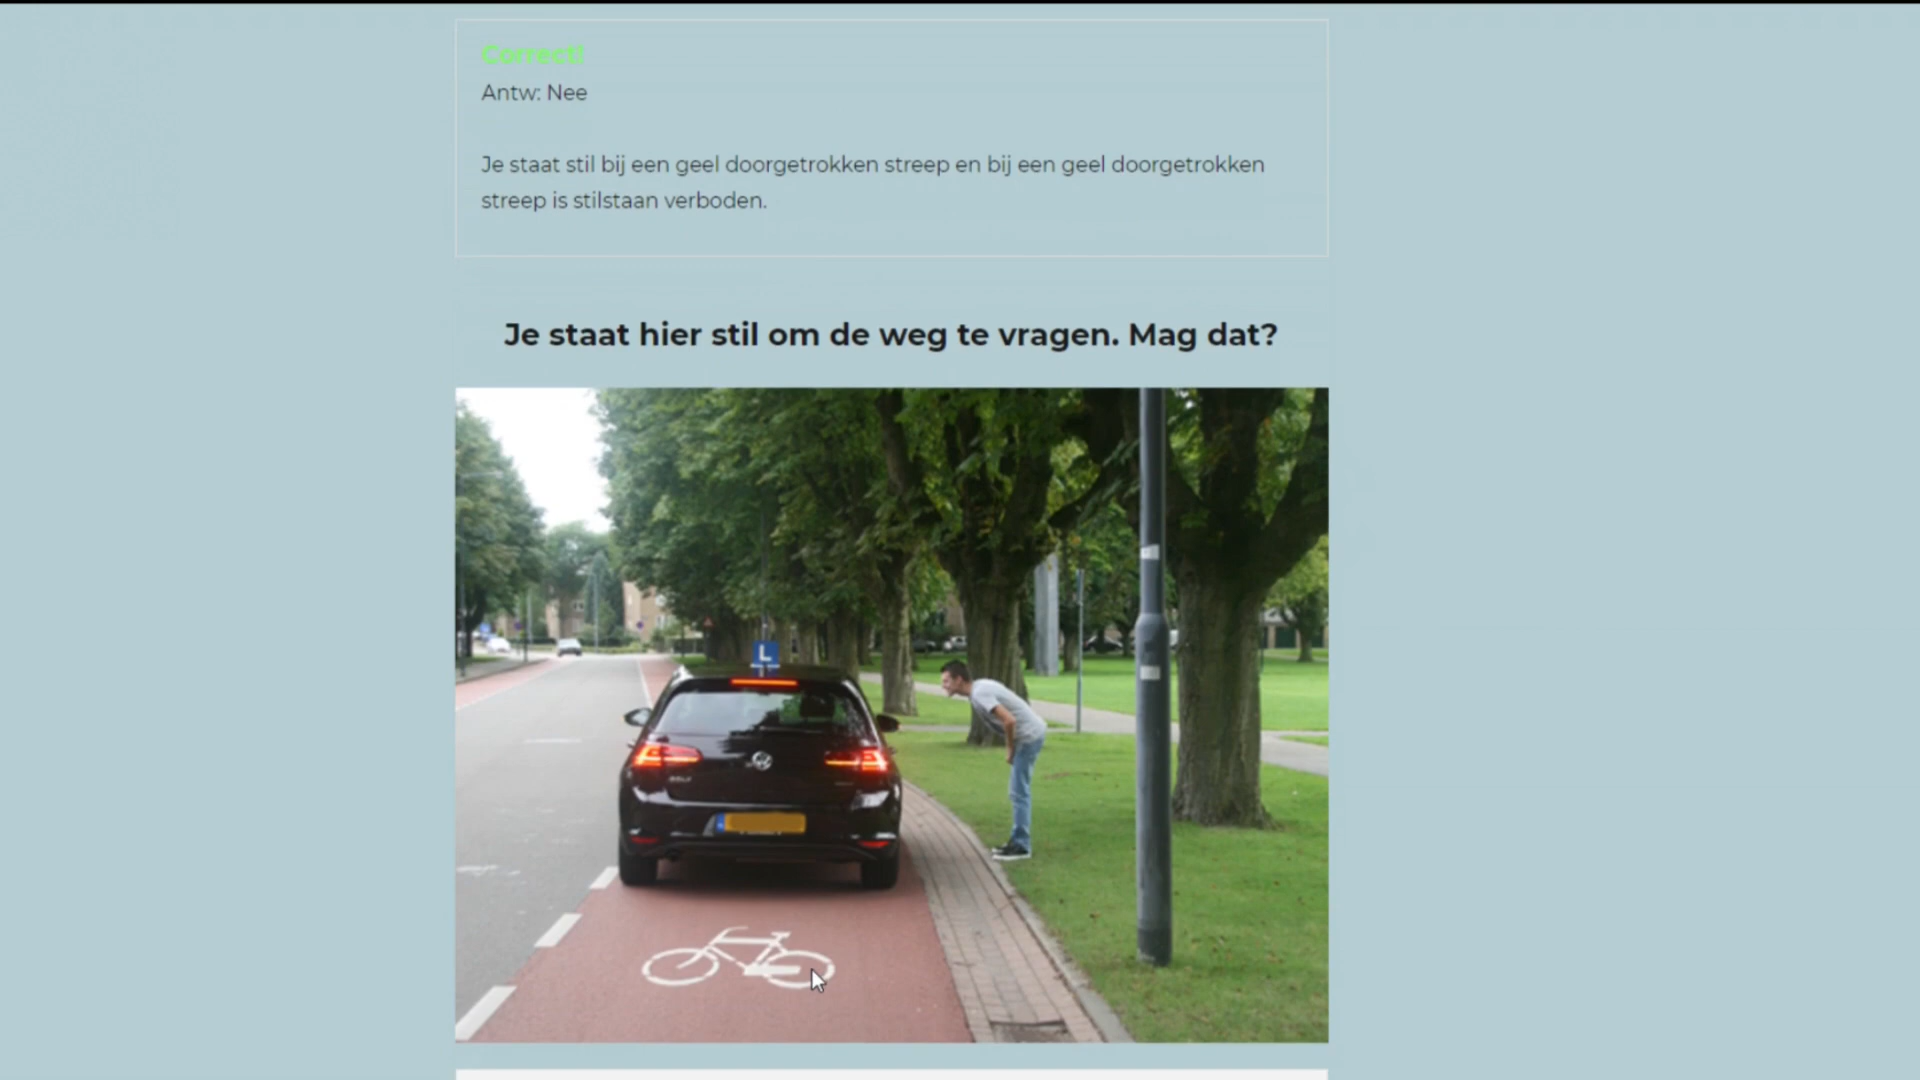 Correct!
Antw: Nee
Je staat stil bij een geel doorgetrokken streep en bij een geel doorgetrokken
streep is stilstaan verboden.
Je staat hier stil om de weg te vragen. Mag dat?
L